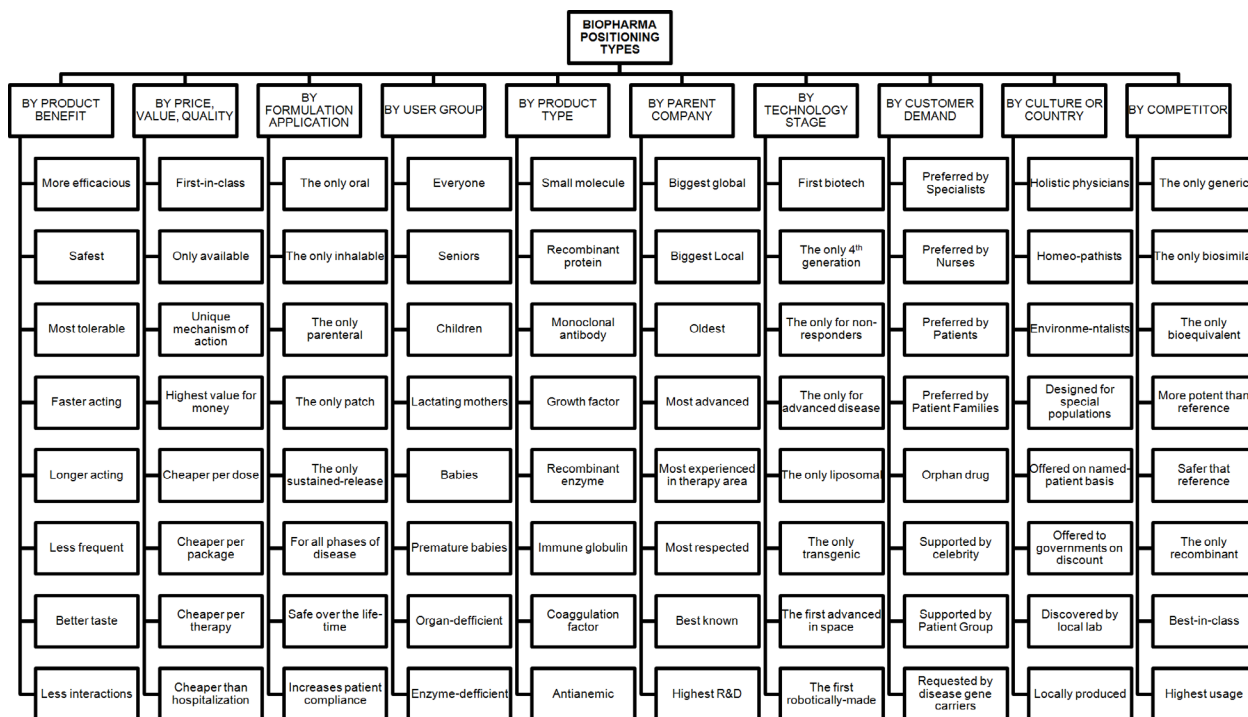 BIOPHARMA
POSITIONING
TYPES
BY PRODUCT
BENEFIT
More efficacious
Safest
Most tolerable
Faster acting
Longer acting
Less frequent
Better taste
Less interactions
BY PRICE,
VALUE, QUALITY
First-in-class
Only available
Unique
mechanism of
action
Highest value for
money
Cheaper per dose
Cheaper per
package
Cheaper per
therapy
Cheaper than
hospitalization
BY
FORMULATION
APPLICATION
The only oral
The only inhalable
The only
parenteral
The only patch
The only
sustained-release
For all phases of
disease
Safe over the life-
time
Increases patient
compliance
BY USER GROUP
Everyone
Seniors
Children
Lactating mothers
Babies
Premature babies
Organ-defficient
Enzyme-defficient
BY PRODUCT
TYPE
Small molecule
Recombinant
protein
Monoclonal
antibody
Growth factor
Recombinant
enzyme
Immune globulin
Coaggulation
factor
Antianemic
BY PARENT
COMPANY
Biggest global
Biggest Local
Oldest
Most advanced
Most experienced
in therapy area
Most respected
Best known
Highest R&D
BY
TECHNOLOGY
STAGE
First biotech
The only 4th
generation
The only for non-
responders
The only for
advanced disease
The only liposomal
The only
transgenic
The first advanced
in space
The first
robotically-made
BY CUSTOMER
DEMAND
Preferred by
Specialists
Preferred by
Nurses
Preferred by
Patients
Preferred by
Patient Families
Orphan drug
Supported by
celebrity
Supported by
Patient Group
Requested by
disease gene
carriers
BY CULTURE OR
COUNTRY
Holistic physicians
Homeo-pathists
Environme-ntalists
Designed for
special
populations
Offered on named-
patient basis
Offered to
governments on
discount
Discovered by
local lab
Locally produced
BY COMPETITOR
The only generic
The only biosimila
The only
bioequivalent
More potent than
reference
Safer that
reference
The only
recombinant
Best-in-class
Highest usage